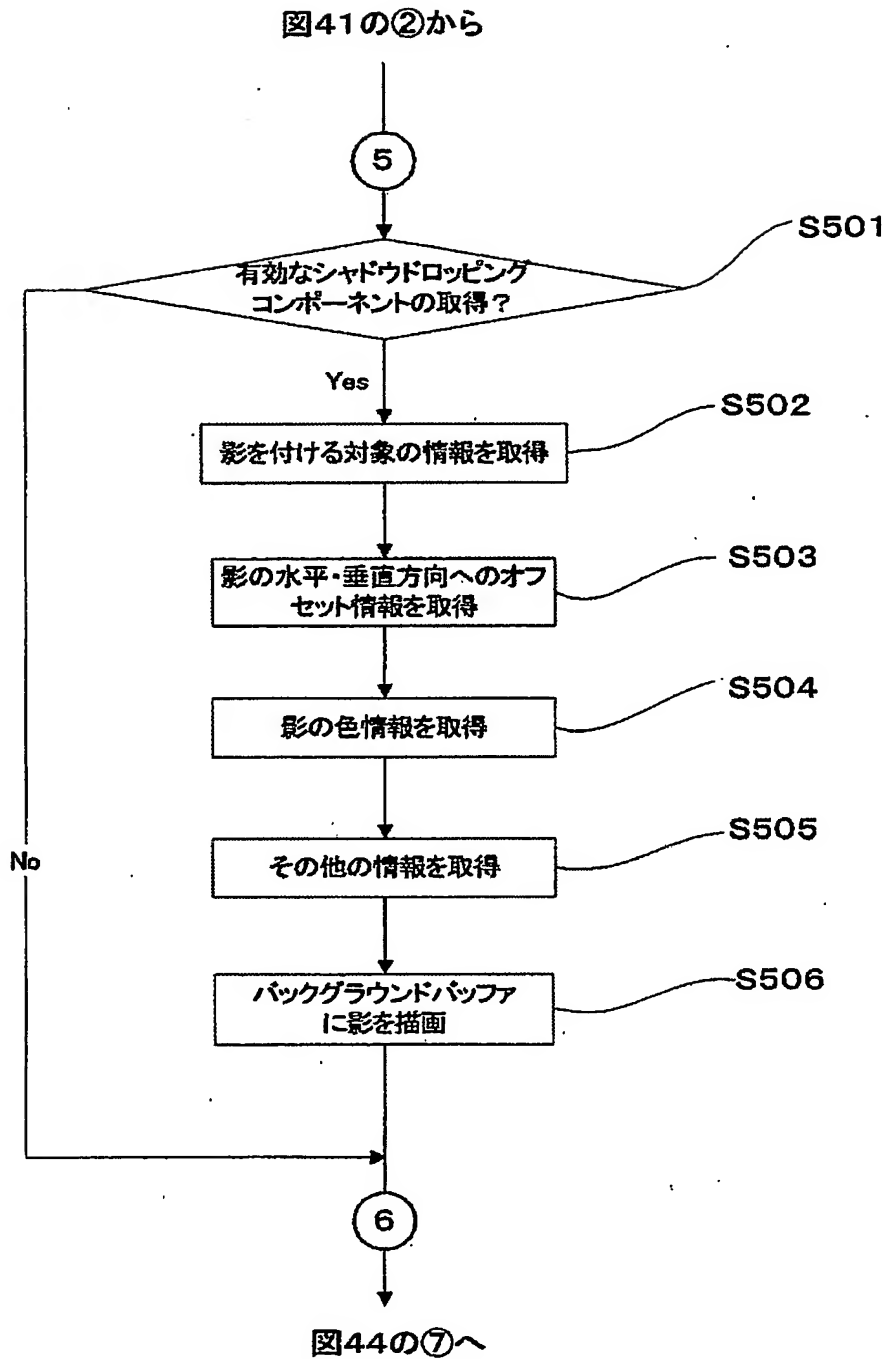 図41の②から
5
S501
有効なシャドウドロッピング
コンポーネントの取得?
Yes
S502
影を付ける対象の情報を取得
S503
影の水平・垂直方向へのオフ
セット情報を取得
S504
影の色情報を取得
S505
その他の情報を取得
No
S506
バックグラウンドバッファ
に影を描画
6
図44の⑦へ